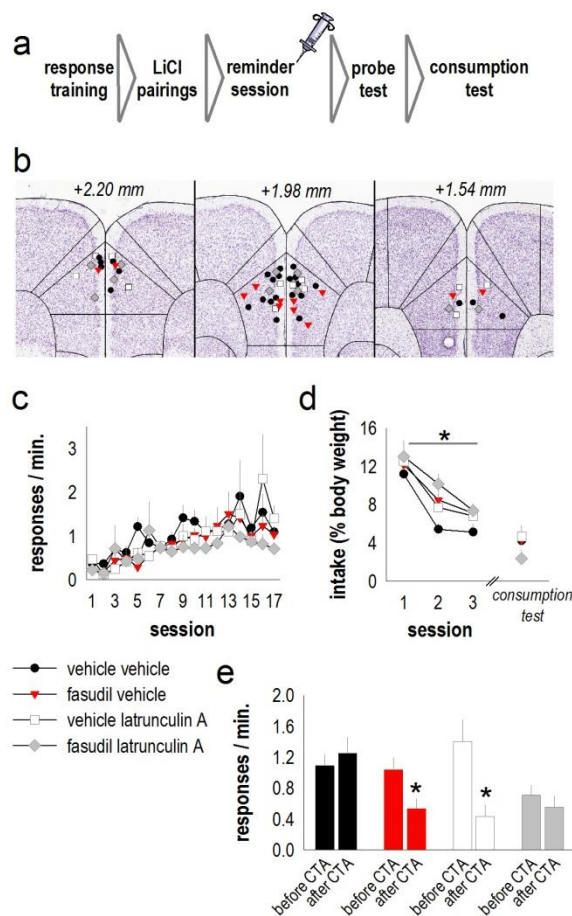 a
response training
LiCl pairings
reminder session
probe test
consumption test
b
+2.20 mm
+1.98 mm
+1.54 mm
c
responses / min.
3
2
1
0
1 3 5 7 9 11 13 15 17
session
d
intake (% body weight)
16
12
8
4
0
*
1 2 3
session
consumption test
vehicle vehicle
fasudil vehicle
vehicle latrunculin A
fasudil latrunculin A
e
responses / min.
2.0
1.6
1.2
0.8
0.4
0.0
* *
before CTA after CTA before CTA after CTA before CTA after CTA before CTA after CTA